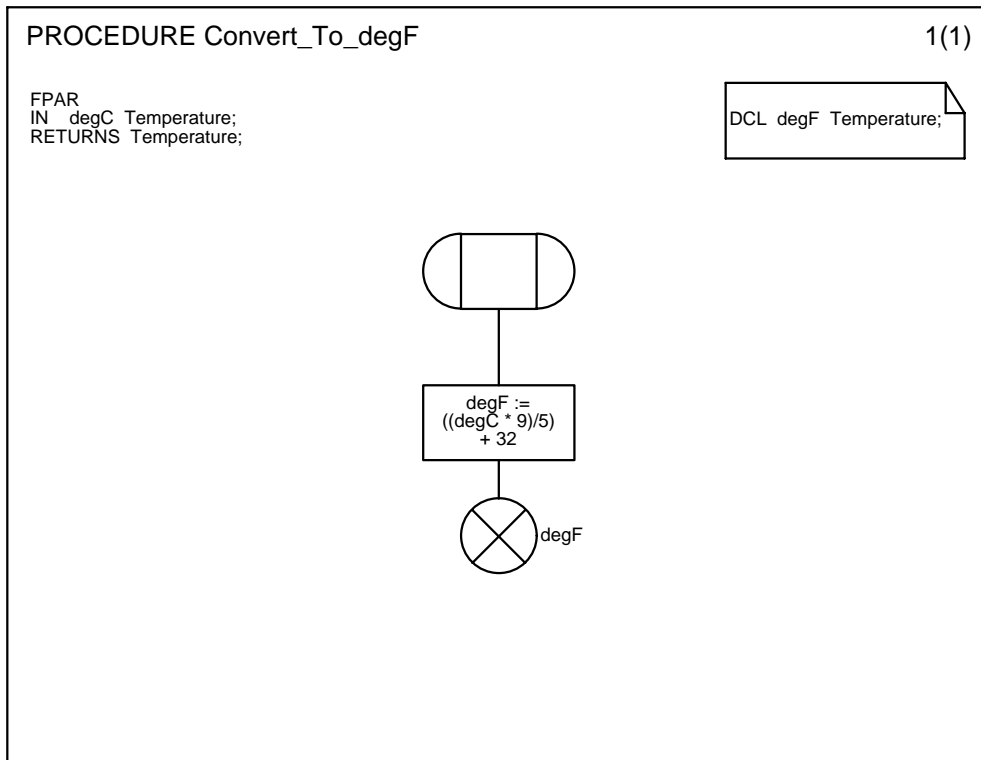 PROCEDURE Convert_To_degF
1(1)
FPAR
IN degC Temperature;
RETURNS Temperature;
DCL degF Temperature;
degF :=
((degC * 9)/5)
+ 32
degF